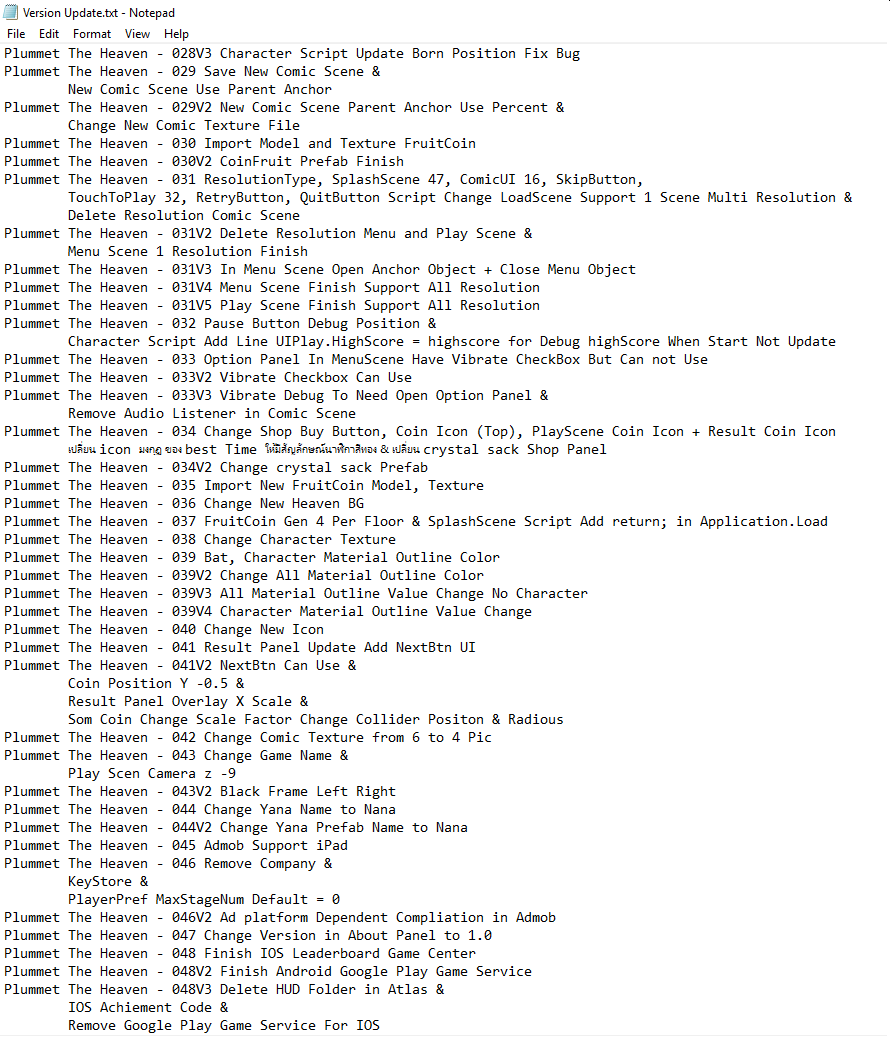 Version Update.txt - Notepad
File Edit Format View Help
Plummet The Heaven - 028V3 Character Script Update Born Position Fix Bug
Plummet The Heaven - 029 Save New Comic Scene &
New Comic Scene Use Parent Anchor
Plummet The Heaven - 029V2 New Comic Scene Parent Anchor Use Percent &
Change New Comic Texture File
Plummet The Heaven - 030 Import Model and Texture FruitCoin
Plummet The Heaven - 030V2 CoinFruit Prefab Finish
Plummet The Heaven - 031 ResolutionType, SplashScene 47, ComicUI 16, SkipButton,
TouchToPlay 32, RetryButton, QuitButton Script Change LoadScene Support 1 Scene Multi Resolution &
Delete Resolution Comic Scene
Plummet The Heaven - 031V2 Delete Resolution Menu and Play Scene &
Menu Scene 1 Resolution Finish
Plummet The Heaven - 031V3 In Menu Scene Open Anchor Object + Close Menu Object
Plummet The Heaven - 031V4 Menu Scene Finish Support All Resolution
Plummet The Heaven - 031V5 Play Scene Finish Support All Resolution
Plummet The Heaven - 032 Pause Button Debug Position &
Character Script Add Line UIPlay.HighScore = highscore for Debug highScore When Start Not Update
Plummet The Heaven - 033 Option Panel In MenuScene Have Vibrate CheckBox But Can not Use
Plummet The Heaven - 033V2 Vibrate Checkbox Can Use
Plummet The Heaven - 033V3 Vibrate Debug To Need Open Option Panel &
Remove Audio Listener in Comic Scene
Plummet The Heaven - 034 Change Shop Buy Button, Coin Icon (Top), PlayScene Coin Icon + Result Coin Icon
เปลี่ยน icon มงกุฎ ของ best Time ให้มีสัญลักษณ์นาฬิกาสีทอง & เปลี่ยน crystal sack Shop Panel
Plummet The Heaven - 034V2 Change crystal sack Prefab
Plummet The Heaven - 035 Import New FruitCoin Model, Texture
Plummet The Heaven - 036 Change New Heaven BG
Plummet The Heaven - 037 FruitCoin Gen 4 Per Floor & SplashScene Script Add return; in Application.Load
Plummet The Heaven - 038 Change Character Texture
Plummet The Heaven - 039 Bat, Character Material Outline Color
Plummet The Heaven - 039V2 Change All Material Outline Color
Plummet The Heaven - 039V3 All Material Outline Value Change No Character
Plummet The Heaven - 039V4 Character Material Outline Value Change
Plummet The Heaven - 040 Change New Icon
Plummet The Heaven - 041 Result Panel Update Add NextBtn UI
Plummet The Heaven - 041V2 NextBtn Can Use &
Coin Position Y -0.5 &
Result Panel Overlay X Scale &
Som Coin Change Scale Factor Change Collider Positon & Radious
Plummet The Heaven - 042 Change Comic Texture from 6 to 4 Pic
Plummet The Heaven - 043 Change Game Name &
Play Scen Camera z -9
Plummet The Heaven - 043V2 Black Frame Left Right
Plummet The Heaven - 044 Change Yana Name to Nana
Plummet The Heaven - 044V2 Change Yana Prefab Name to Nana
Plummet The Heaven - 045 Admob Support iPad
Plummet The Heaven - 046 Remove Company &
KeyStore &
PlayerPref MaxStageNum Default = 0
Plummet The Heaven - 046V2 Ad platform Dependent Compliation in Admob
Plummet The Heaven - 047 Change Version in About Panel to 1.0
Plummet The Heaven - 048 Finish IOS Leaderboard Game Center
Plummet The Heaven - 048V2 Finish Android Google Play Game Service
Plummet The Heaven - 048V3 Delete HUD Folder in Atlas &
IOS Achiement Code &
Remove Google Play Game Service For IOS